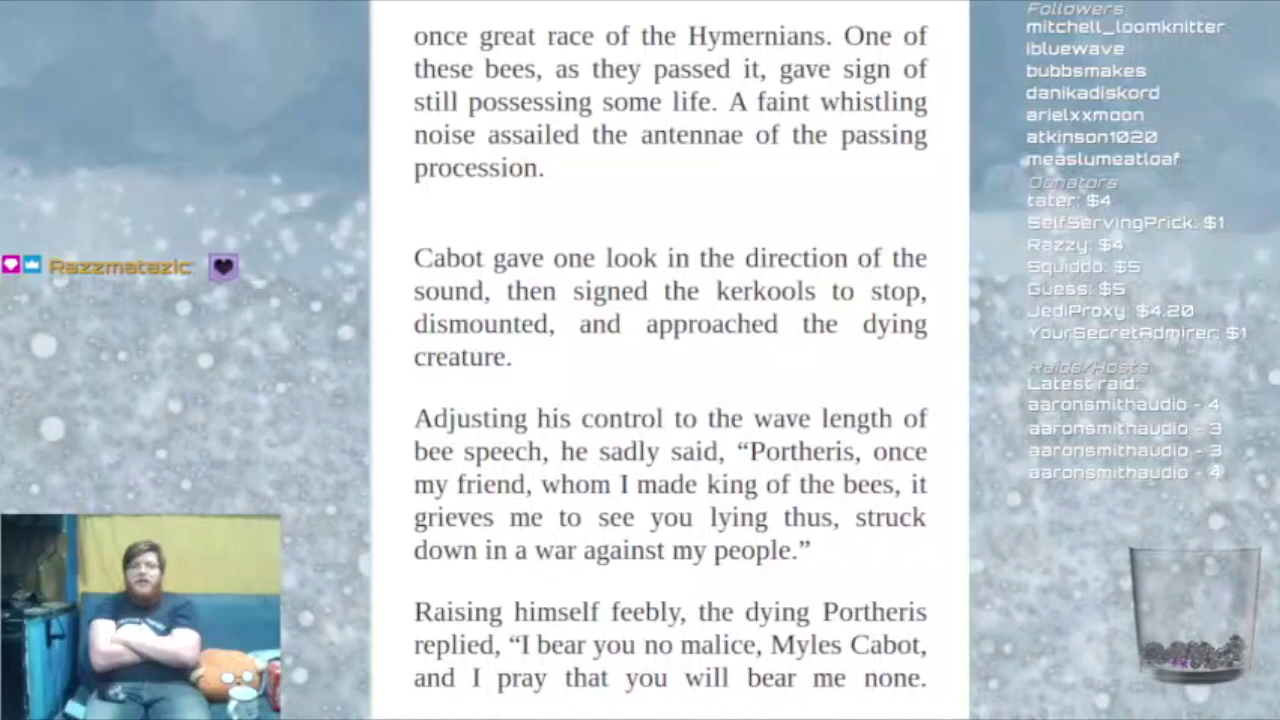 once great race of the Hymernians. One of
these bees, as they passed it, gave sign of
still possessing some life. A faint whistling
noise assailed the antennae of the passing
procession.
Cabot gave one look in the direction of the
sound, then signed the kerkools to stop,
dismounted, and approached the dying
creature.
Adjusting his control to the wave length of
bee speech, he sadly said, “Portheris, once
my friend, whom I made king of the bees, it
grieves me to see you lying thus, struck
down in a war against my people.”
Raising himself feebly, the dying Portheris
replied, “I bear you no malice, Myles Cabot,
and I pray that you will bear me none.
Razzmatazic
Followers
mitchell_loomknitter
ibluewave
bubbsmakes
danikadiskord
arielxxmoon
atkinson1020
measlumeatloaf
Donators
tater: $4
SelfServingPrick: $1
Razzy: $4
Squiddo: $5
Guess: $5
JediProxy: $4.20
YourSecretAdmirer: $1
Raids/Hosts
Latest raid:
aaronsmithaudio - 4
aaronsmithaudio - 3
aaronsmithaudio - 3
aaronsmithaudio - 4